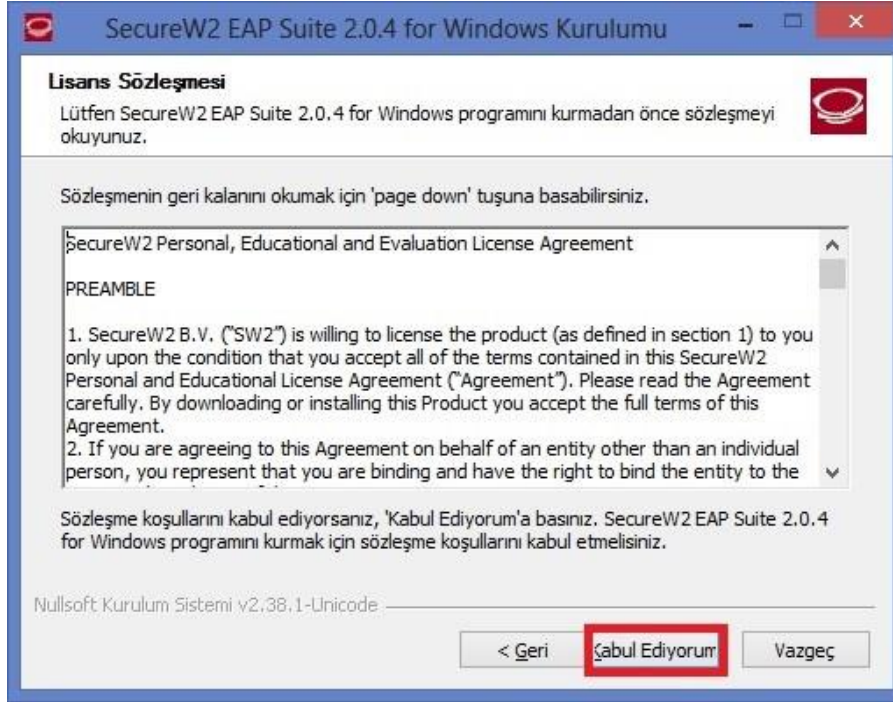 SecureW2 EAP Suite 2.0.4 for Windows Kurulumu
Lisans Sözleşmesi
Lütfen SecureW2 EAP Suite 2.0.4 for Windows programını kurmadan önce sözleşmeyi
okuyunuz.
Sözleşmenin geri kalanını okumak için 'page down' tuşuna basabilirsiniz.
SecureW2 Personal, Educational and Evaluation License Agreement
PREAMBLE
1. SecureW2 B.V. ("SW2") is willing to license the product (as defined in section 1) to you
only upon the condition that you accept all of the terms contained in this SecureW2
Personal and Educational License Agreement ("Agreement"). Please read the Agreement
carefully. By downloading or installing this Product you accept the full terms of this
Agreement.
2. If you are agreeing to this Agreement on behalf of an entity other than an individual
person, you represent that you are binding and have the right to bind the entity to the
Sözleşme koşullarını kabul ediyorsanız, 'Kabul Ediyorum'a basınız. SecureW2 EAP Suite 2.0.4
for Windows programını kurmak için sözleşme koşullarını kabul etmelisiniz.
Nullsoft Kurulum Sistemi v2.38.1-Unicode
< Geri Kabul Ediyorum Vazgeç